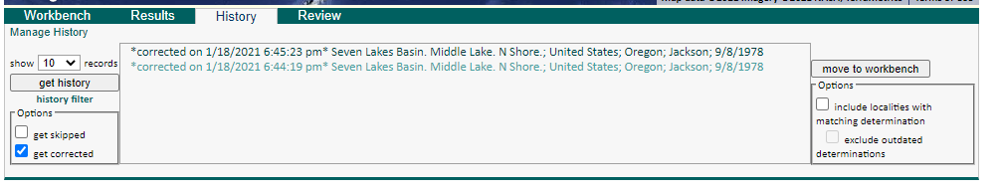 Workbench Results History Review
Manage History
show 10 records
get history
history filter
Options
get skipped
get corrected
*corrected on 1/18/2021 6:45:23 pm* Seven Lakes Basin. Middle Lake. N Shore.; United States; Oregon; Jackson; 9/8/1978
*corrected on 1/18/2021 6:44:19 pm* Seven Lakes Basin. Middle Lake. N Shore.; United States; Oregon; Jackson; 9/8/1978
move to workbench
Options
include localities with
matching determination
exclude outdated
determinations